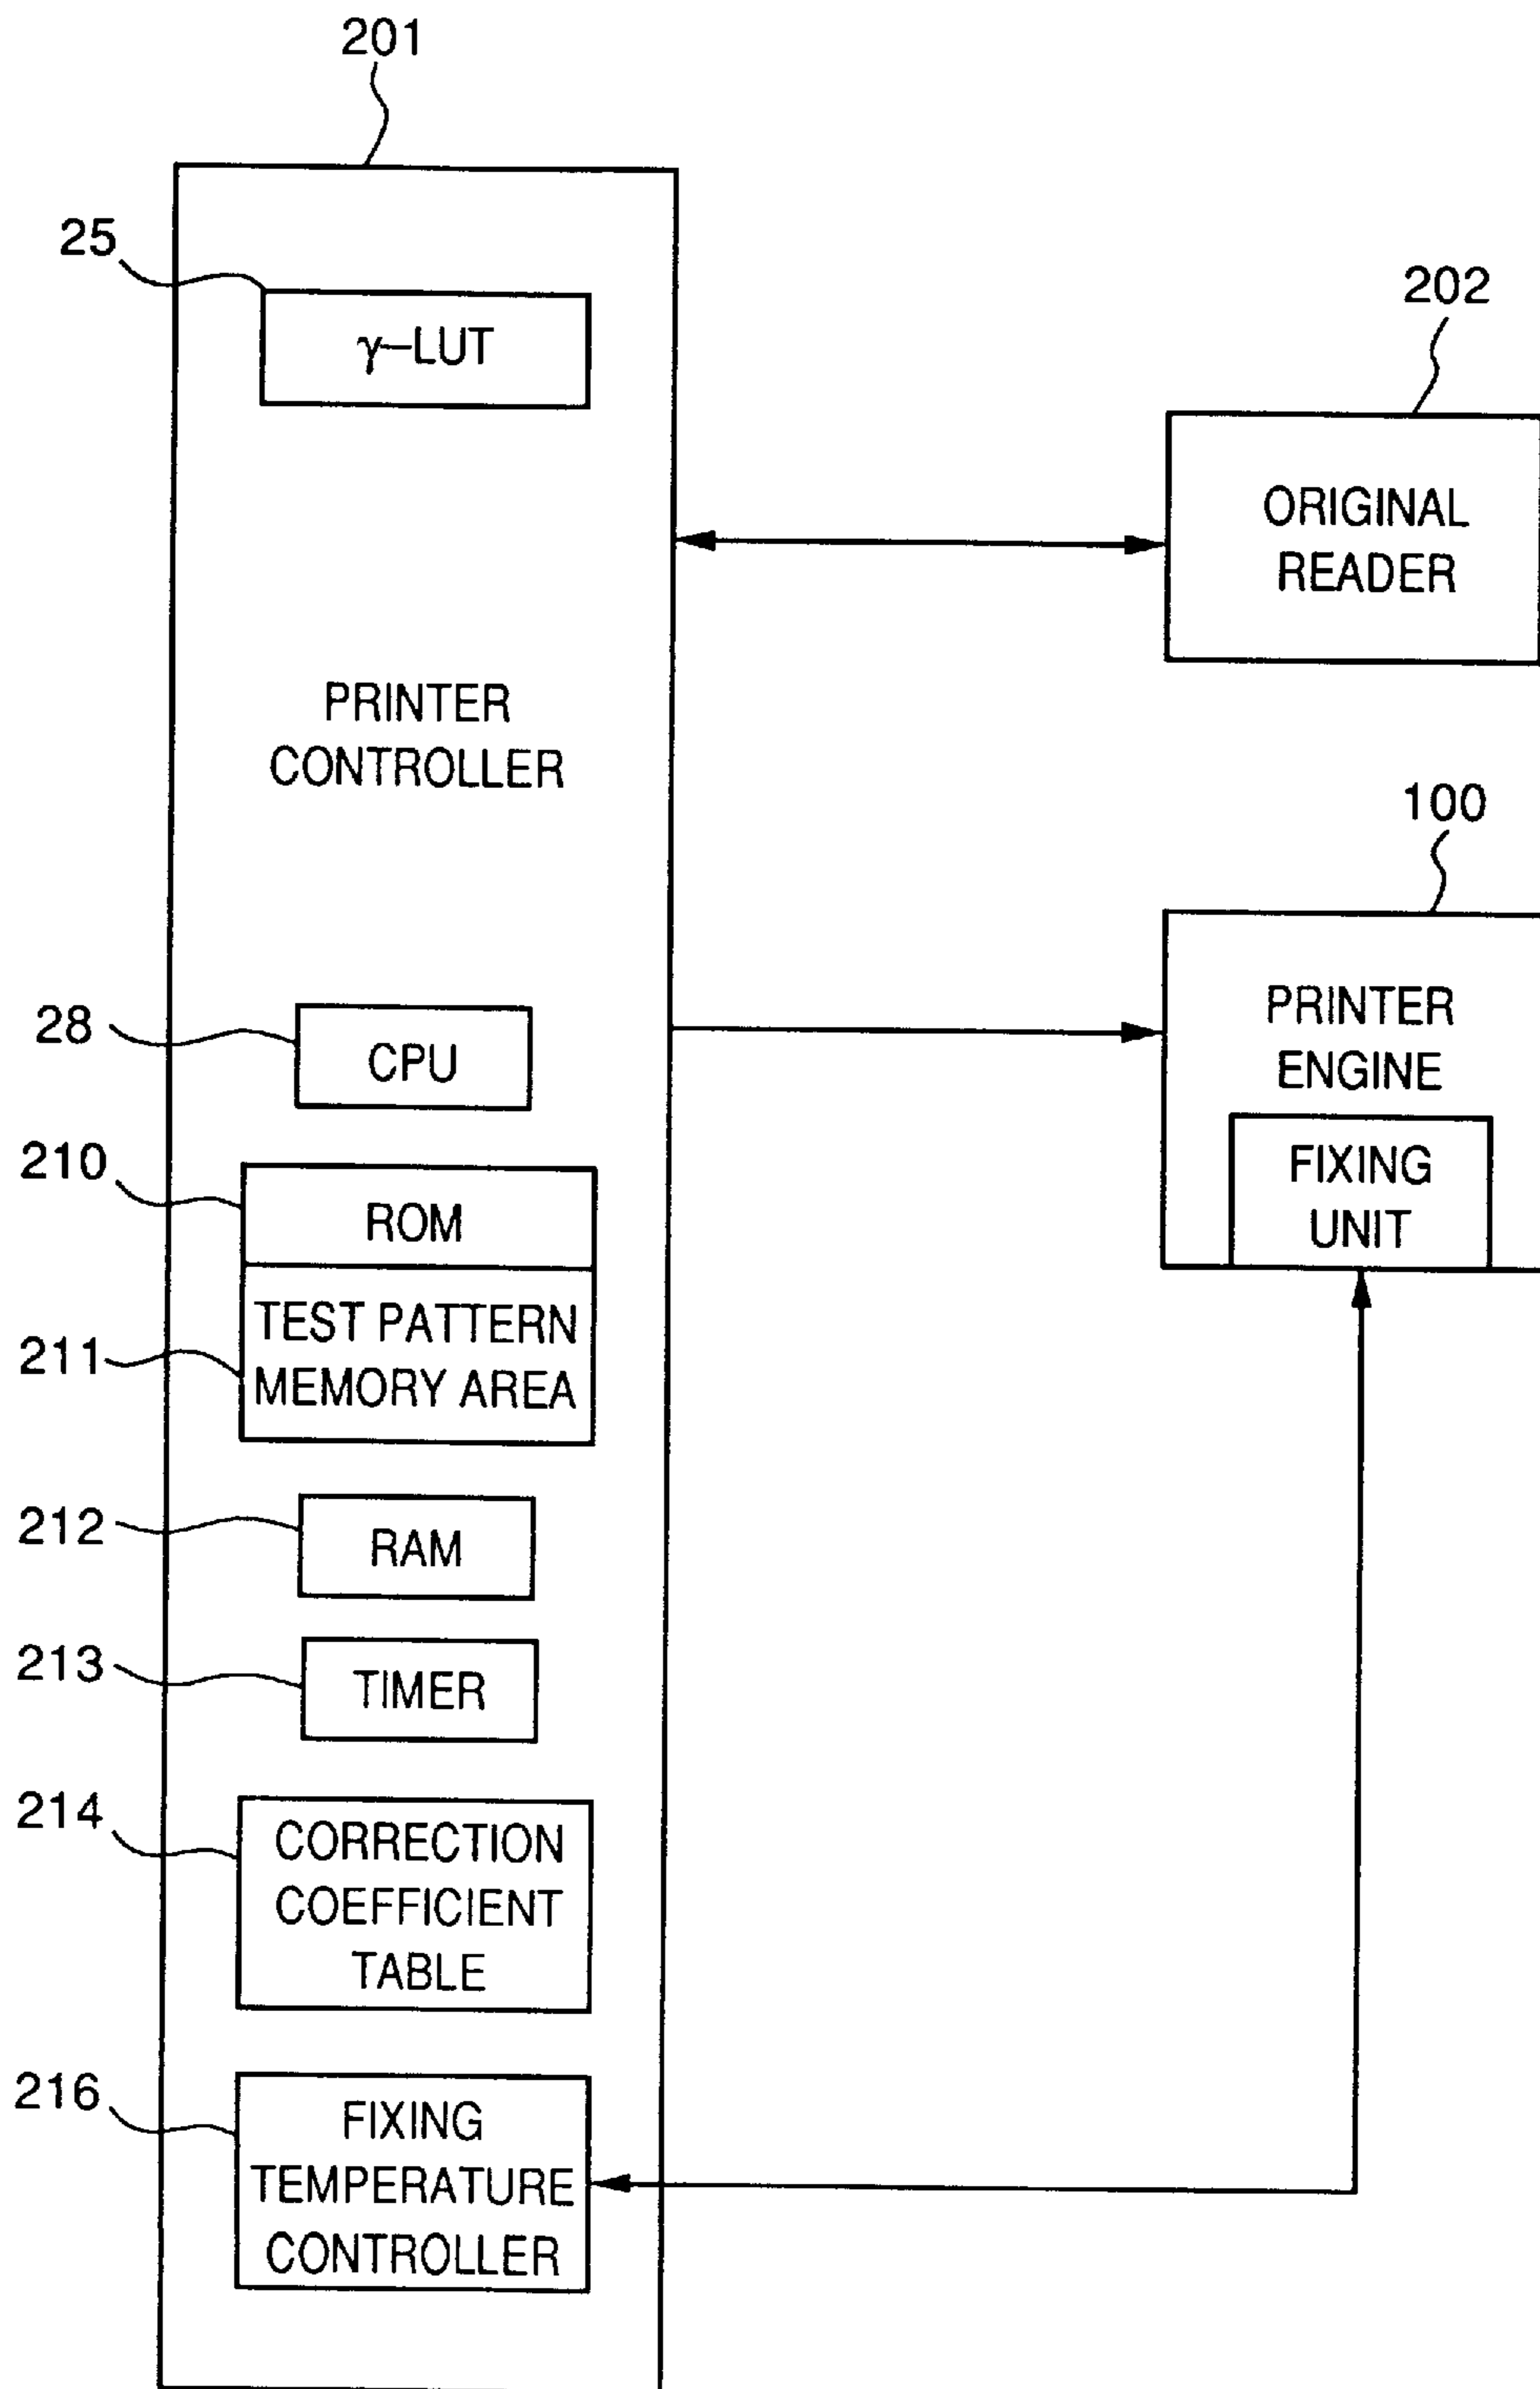 201
25
γ–LUT
202
ORIGINAL
READER
PRINTER
CONTROLLER
100
PRINTER
ENGINE
FIXING
UNIT
28
CPU
210
ROM
211
TEST PATTERN
MEMORY AREA
212
RAM
213
TIMER
214
CORRECTION
COEFFICIENT
TABLE
216
FIXING
TEMPERATURE
CONTROLLER